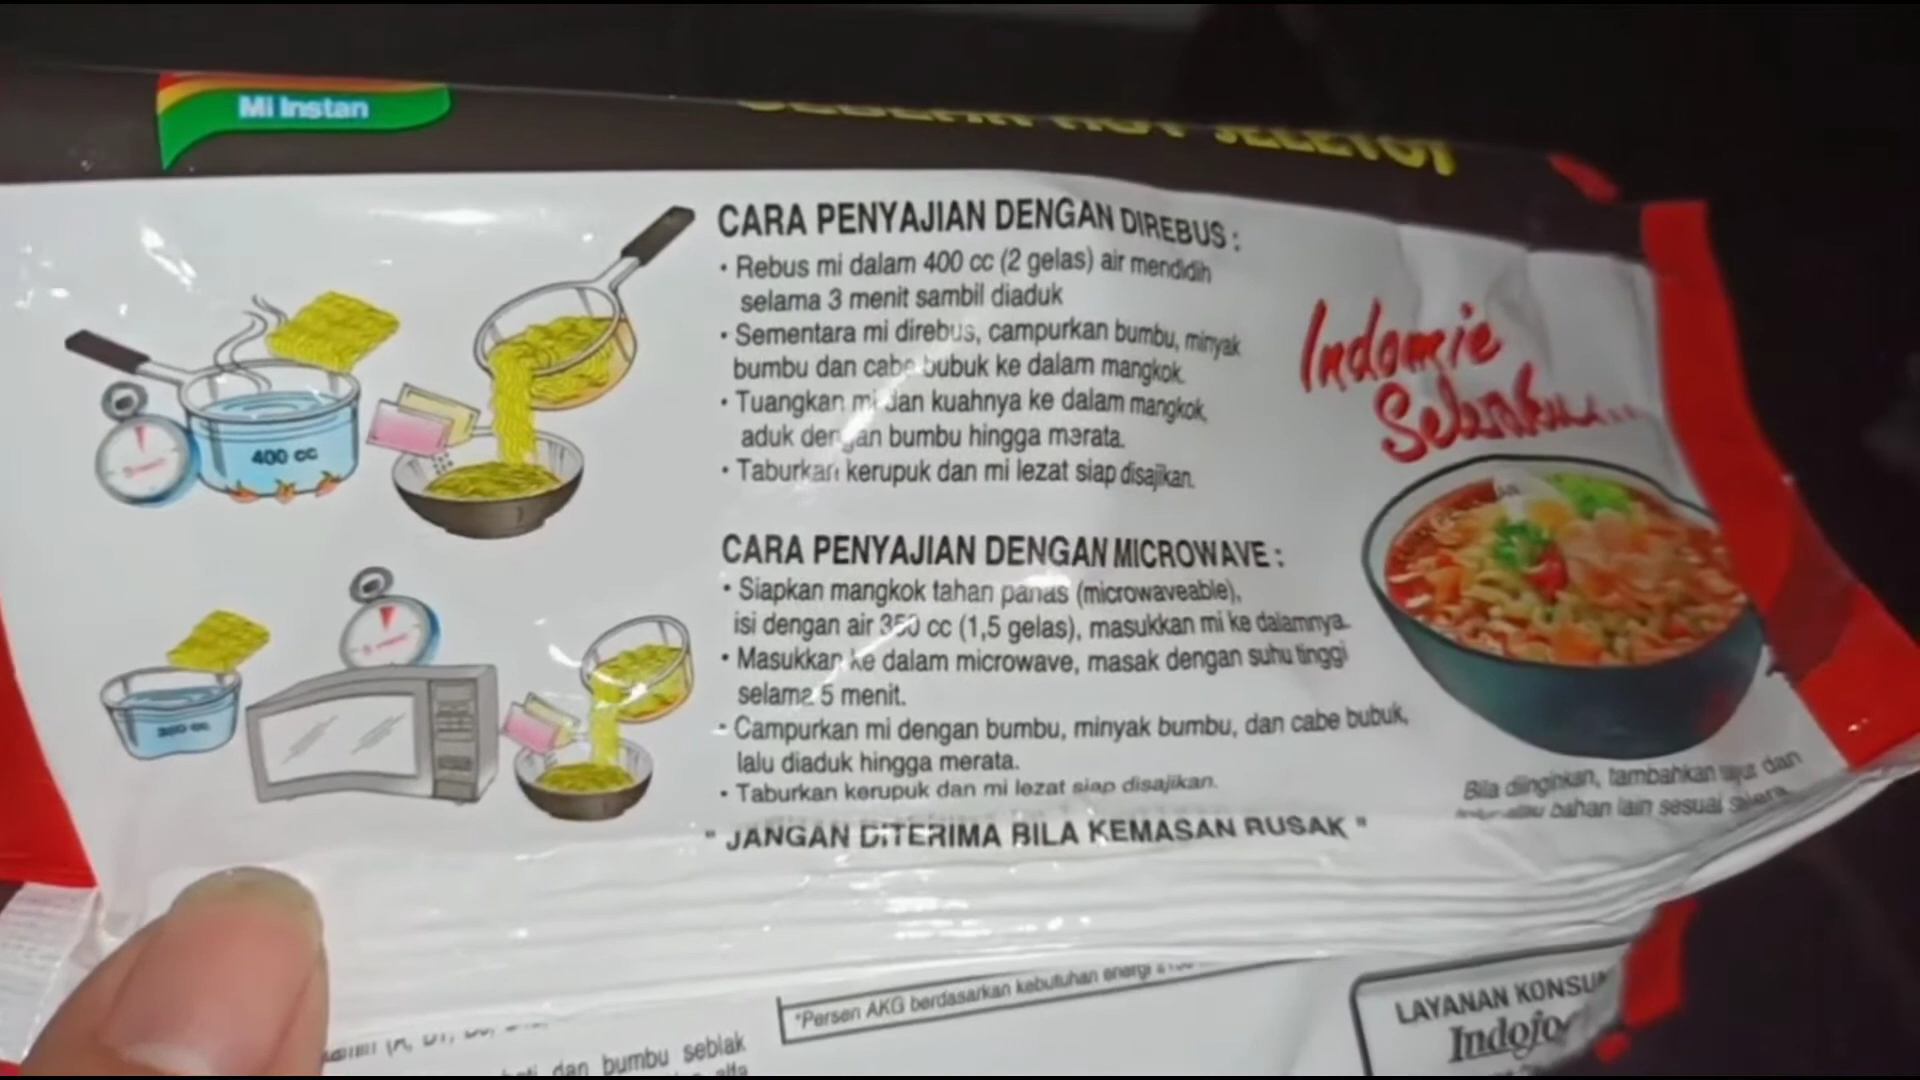 Mi Instan
SEBLAK HOT JELETOT
CARA PENYAJIAN DENGAN DIREBUS :
• Rebus mi dalam 400 cc (2 gelas) air mendidih
selama 3 menit sambil diaduk
• Sementara mi direbus, campurkan bumbu, minyak
bumbu dan cabe bubuk ke dalam mangkok.
• Tuangkan mi dan kuahnya ke dalam mangkok,
aduk dengan bumbu hingga merata.
• Taburkan kerupuk dan mi lezat siap disajikan.
400 cc
Indomie
Seleraku...
CARA PENYAJIAN DENGAN MICROWAVE :
• Siapkan mangkok tahan panas (microwaveable),
isi dengan air 350 cc (1,5 gelas), masukkan mi ke dalamnya.
• Masukkan ke dalam microwave, masak dengan suhu tinggi
selama 5 menit.
- Campurkan mi dengan bumbu, minyak bumbu, dan cabe bubuk,
lalu diaduk hingga merata.
• Taburkan kerupuk dan mi lezat siap disajikan.
" JANGAN DITERIMA BILA KEMASAN RUSAK "
Bila diinginkan, tambahkan sayur dan
atau bahan lain sesuai selera
*Persen AKG berdasarkan kebutuhan energi
dan bumbu seblak
LAYANAN KONSU
Indofo